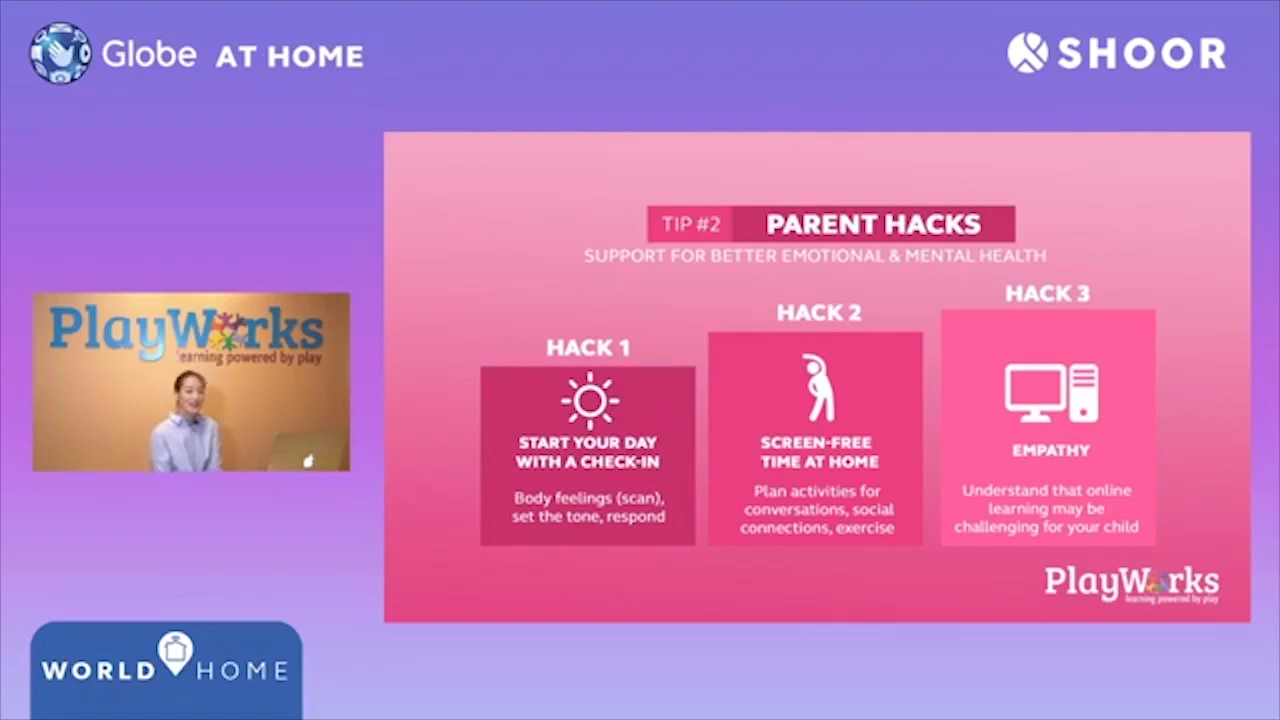 Globe AT HOME
SHOOR
TIP #2 PARENT HACKS
SUPPORT FOR BETTER EMOTIONAL & MENTAL HEALTH
HACK 1
START YOUR DAY
WITH A CHECK-IN
Body feelings (scan),
set the tone, respond
HACK 2
SCREEN-FREE
TIME AT HOME
Plan activities for
conversations, social
connections, exercise
HACK 3
EMPATHY
Understand that online
learning may be
challenging for your child
PlayWorks
learning powered by play
PlayWorks
learning powered by play
WORLD HOME